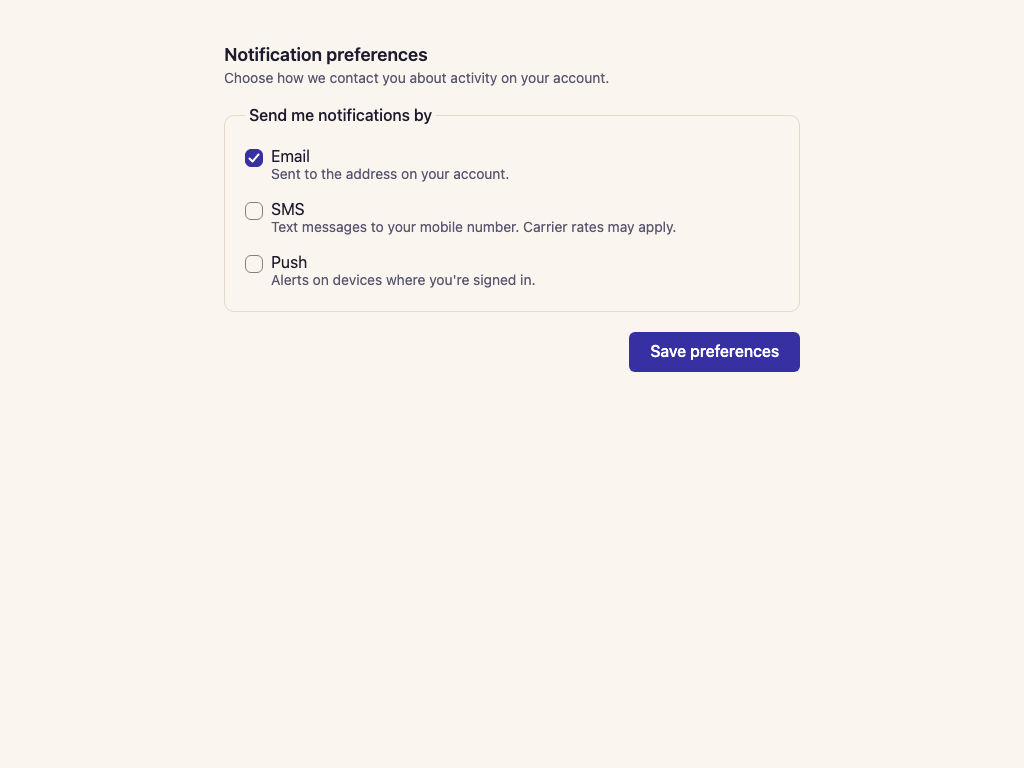 Notification preferences
Choose how we contact you about activity on your account.
Send me notifications by
Email
Sent to the address on your account.
SMS
Text messages to your mobile number. Carrier rates may apply.
Push
Alerts on devices where you're signed in.
Save preferences